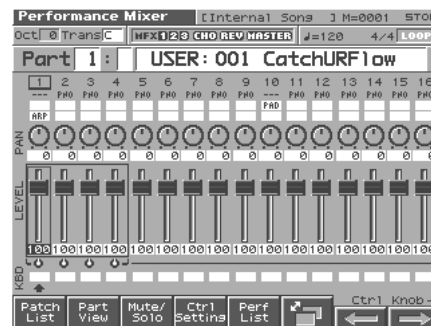 Performance Mixer [Internal Song ] M=0001 STO
Oct 0 Trans C MFX 1 2 3 CHO REV MASTER ♩=120 4/4 LOOP
Part 1: USER:001 CatchURFlow
1 2 3 4 5 6 7 8 9 10 11 12 13 14 15 16
--- PNO PNO PNO PNO PNO PNO PNO PNO --- PNO PNO PNO PNO PNO PNO
PAD
ARP
PAN
0 0 0 0 0 0 0 0 0 0 0 0 0 0 0 0
LEVEL
100 100 100 100 100 100 100 100 100 100 100 100 100 100 100 100
KBD
Ctrl Knob-
Patch List Part View Mute/Solo Ctrl Setting Perf List